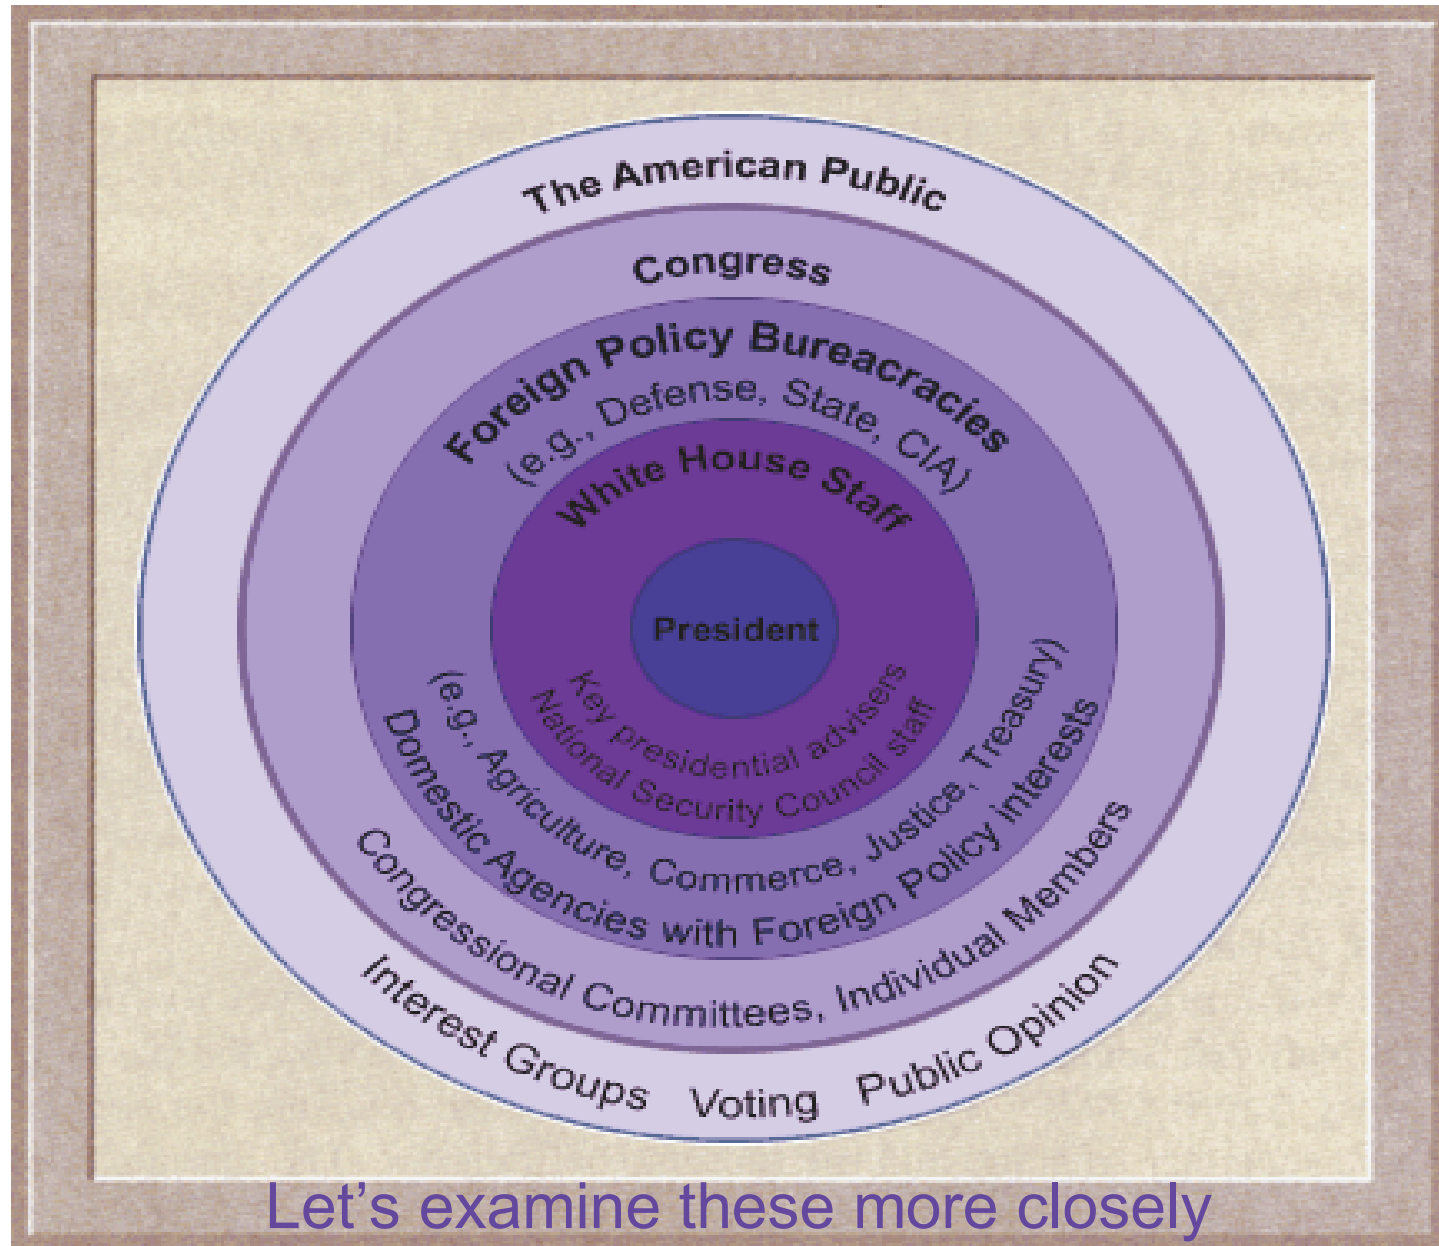 The American Public
Congress
Foreign Policy Bureacracies
(e.g., Defense, State, CIA)
White House Staff
President
Key presidential advisers
National Security Council staff
(e.g., Agriculture, Commerce, Justice, Treasury)
Domestic Agencies with Foreign Policy interests
Congressional Committees, Individual Members
Interest Groups Voting Public Opinion
Let's examine these more closely